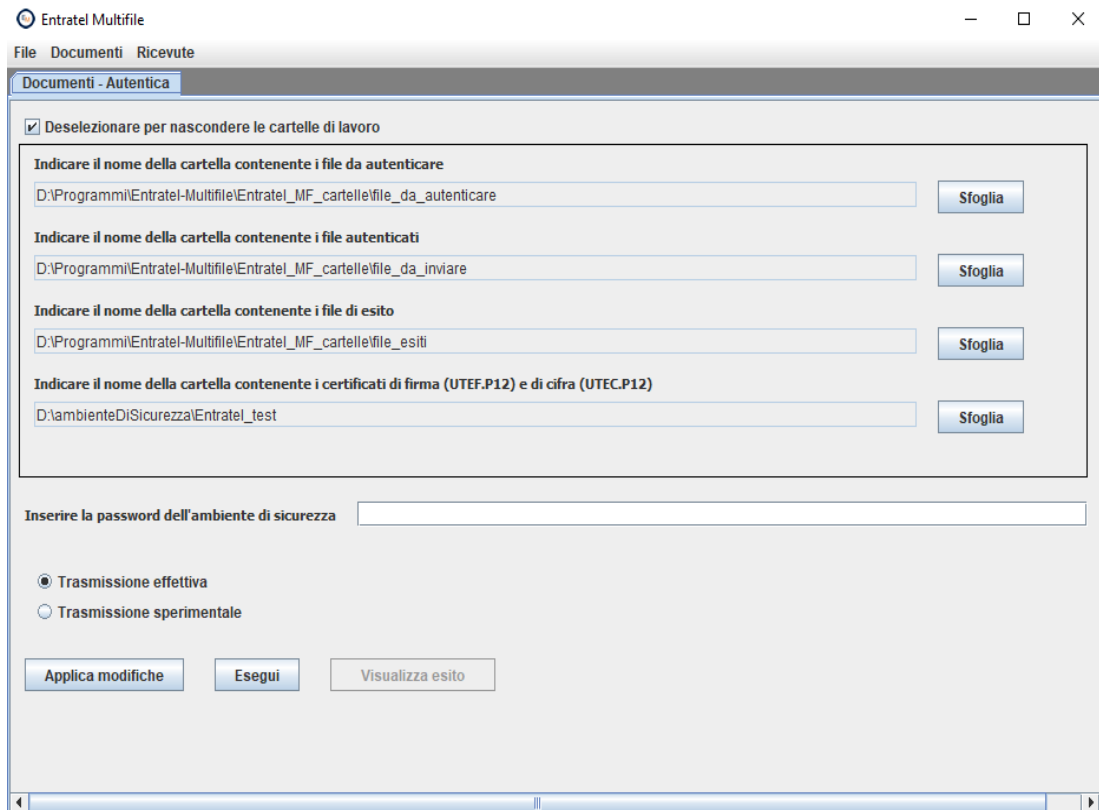 Entratel Multifile
File Documenti Ricevute
Documenti - Autentica
Deselezionare per nascondere le cartelle di lavoro
Indicare il nome della cartella contenente i file da autenticare
D:\Programmi\Entratel-Multifile\Entratel_MF_cartelle\file_da_autenticare
Sfoglia
Indicare il nome della cartella contenente i file autenticati
D:\Programmi\Entratel-Multifile\Entratel_MF_cartelle\file_da_inviare
Sfoglia
Indicare il nome della cartella contenente i file di esito
D:\Programmi\Entratel-Multifile\Entratel_MF_cartelle\file_esiti
Sfoglia
Indicare il nome della cartella contenente i certificati di firma (UTEF.P12) e di cifra (UTEC.P12)
D:\ambienteDiSicurezza\Entratel_test
Sfoglia
Inserire la password dell'ambiente di sicurezza
Trasmissione effettiva
Trasmissione sperimentale
Applica modifiche Esegui Visualizza esito